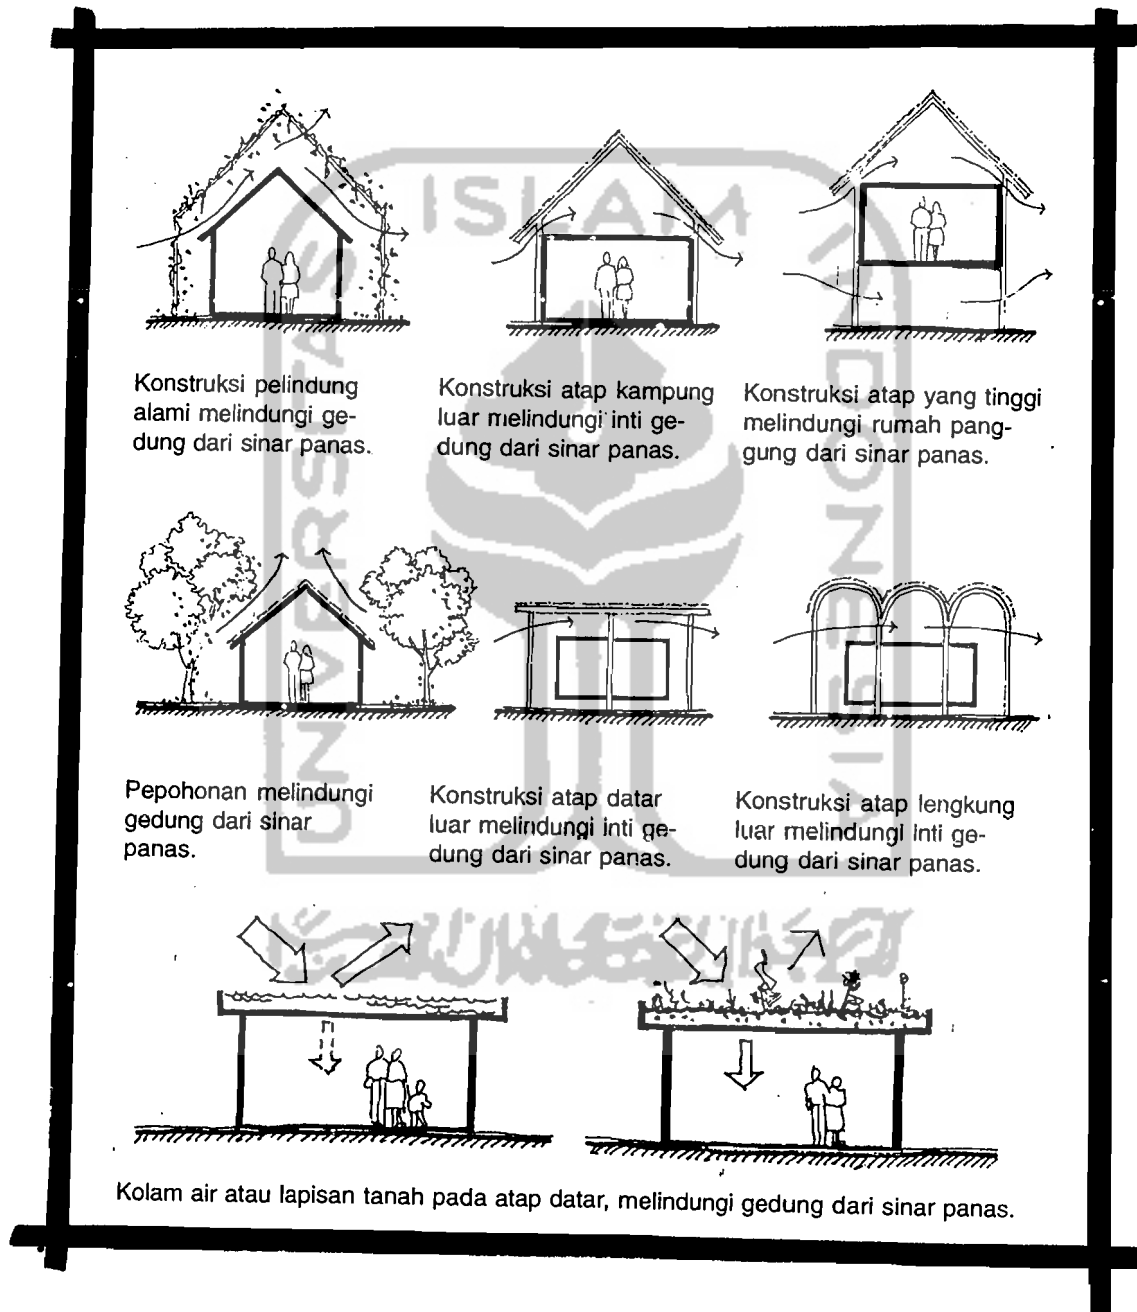 Konstruksi pelindung
alami melindungi ge-
dung dari sinar panas.
Konstruksi atap kampung
luar melindungi inti ge-
dung dari sinar panas.
Konstruksi atap yang tinggi
melindungi rumah pang-
gung dari sinar panas.
Pepohonan melindungi
gedung dari sinar
panas.
Konstruksi atap datar
luar melindungi inti ge-
dung dari sinar panas.
Konstruksi atap lengkung
luar melindungi inti ge-
dung dari sinar panas.
Kolam air atau lapisan tanah pada atap datar, melindungi gedung dari sinar panas.
UNIVERSITAS
ISLAM
INDONESIA